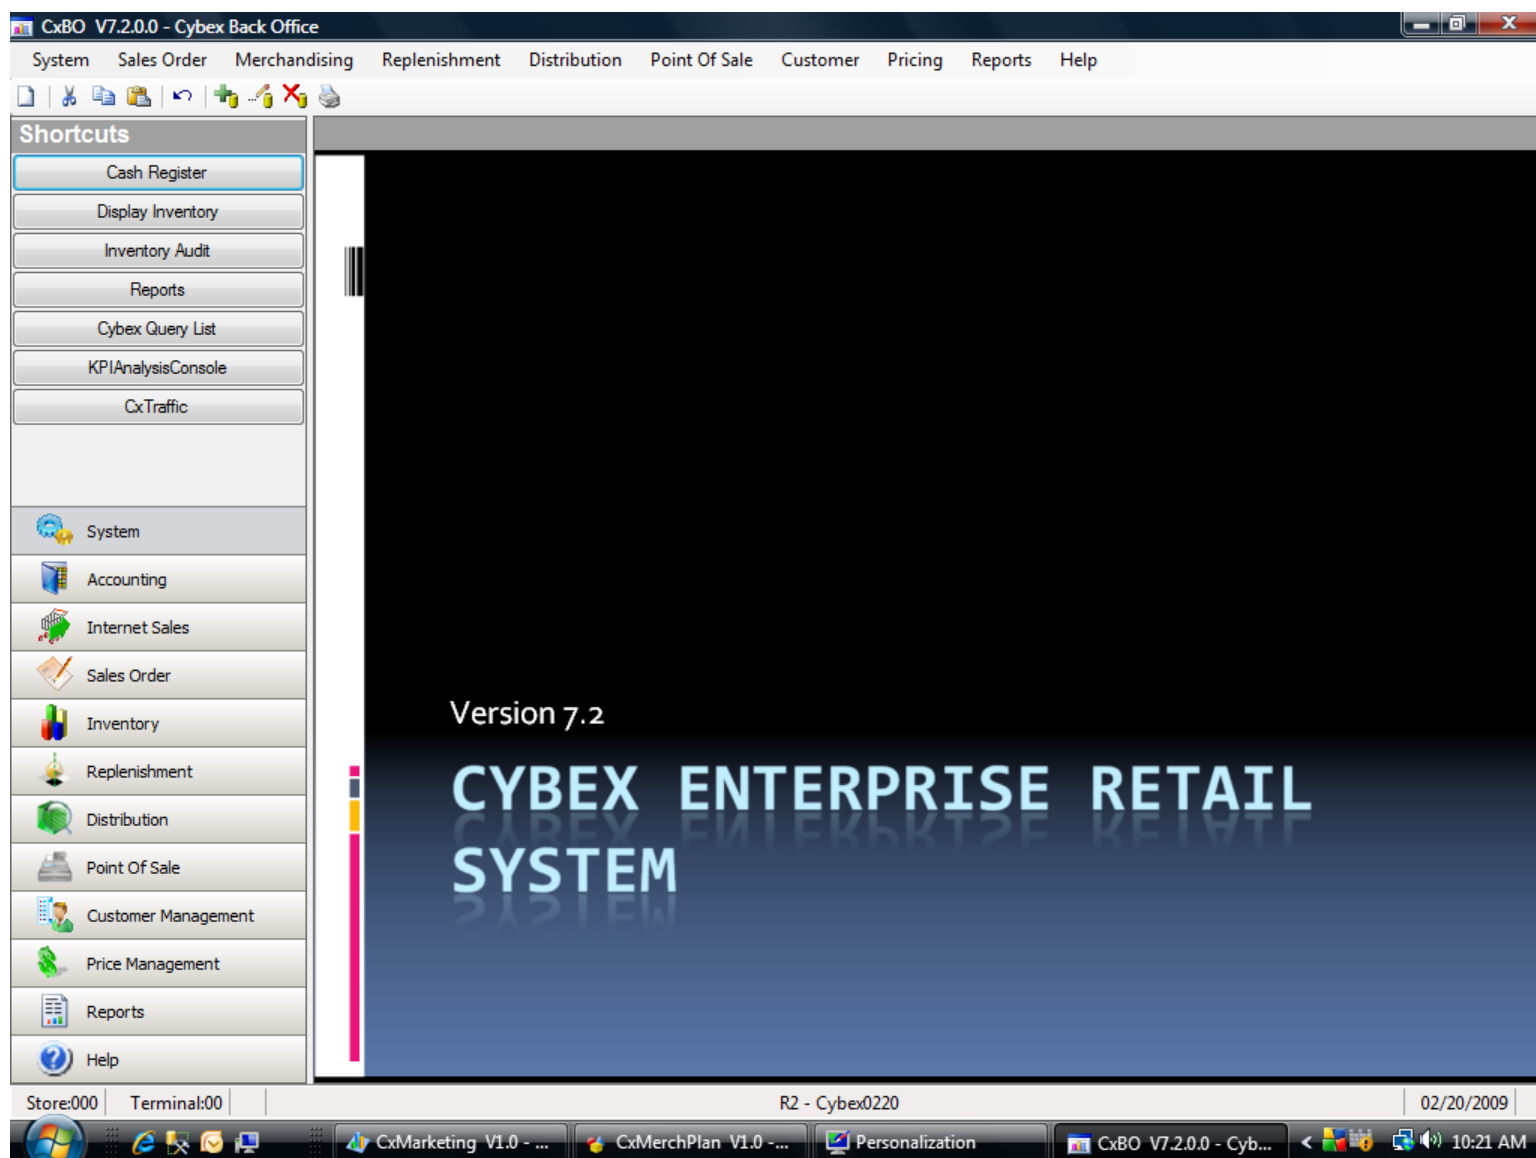 CxBO V7.2.0.0 - Cybex Back Office
System Sales Order Merchandising Replenishment Distribution Point Of Sale Customer Pricing Reports Help
Shortcuts
Cash Register
Display Inventory
Inventory Audit
Reports
Cybex Query List
KPIAnalysisConsole
CxTraffic
System
Accounting
Internet Sales
Sales Order
Inventory
Replenishment
Distribution
Point Of Sale
Customer Management
Price Management
Reports
Help
Version 7.2
CYBEX ENTERPRISE RETAIL
SYSTEM
Store:000 Terminal:00 R2 - Cybex0220 02/20/2009
CxMarketing V1.0 - ... CxMerchPlan V1.0 -... Personalization CxBO V7.2.0.0 - Cyb... 10:21 AM